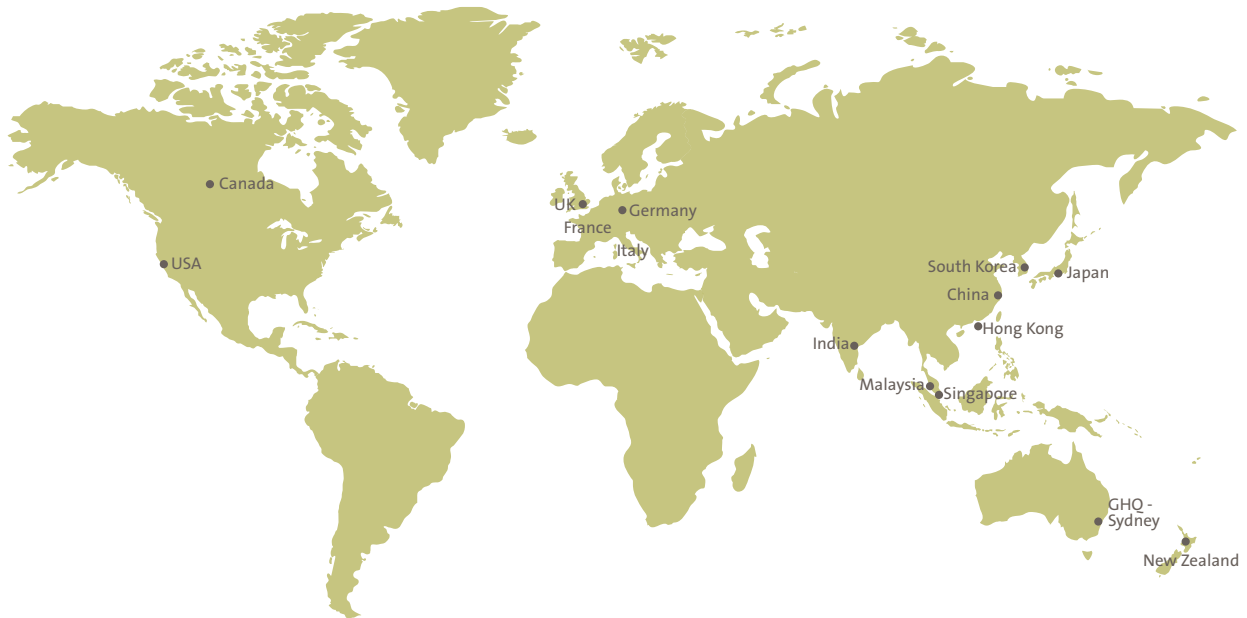 Canada
UK
Germany
France
Italy
USA
South Korea
Japan
China
Hong Kong
India
Malaysia
Singapore
GHQ -
Sydney
New Zealand